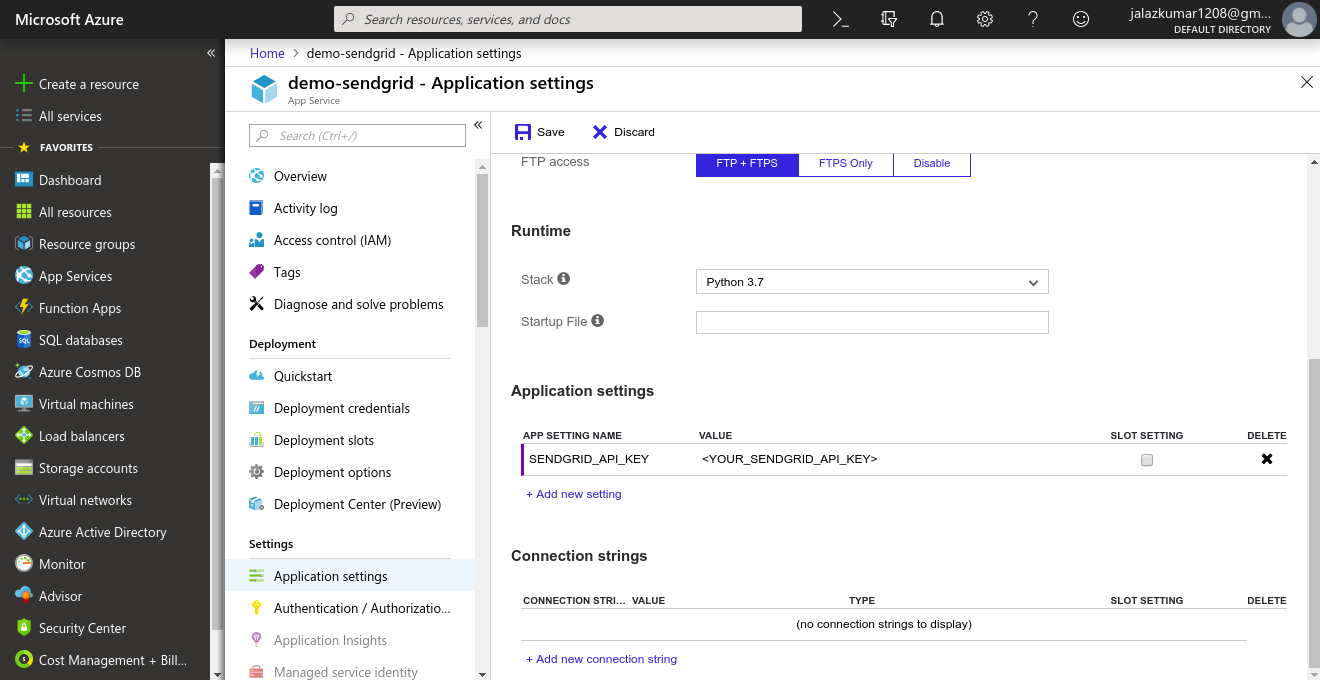 Microsoft Azure
Search resources, services, and docs
jalazkumar1208@gm...
DEFAULT DIRECTORY
Create a resource
All services
FAVORITES
Dashboard
All resources
Resource groups
App Services
Function Apps
SQL databases
Azure Cosmos DB
Virtual machines
Load balancers
Storage accounts
Virtual networks
Azure Active Directory
Monitor
Advisor
Security Center
Cost Management + Bill...
Home > demo-sendgrid - Application settings
demo-sendgrid - Application settings
App Service
Search (Ctrl+/)
Overview
Activity log
Access control (IAM)
Tags
Diagnose and solve problems
Deployment
Quickstart
Deployment credentials
Deployment slots
Deployment options
Deployment Center (Preview)
Settings
Application settings
Authentication / Authorizatio...
Application Insights
Managed service identity
Save Discard
FTP access FTP + FTPS FTPS Only Disable
Runtime
Stack Python 3.7
Startup File
Application settings
APP SETTING NAME VALUE SLOT SETTING DELETE
SENDGRID_API_KEY <YOUR_SENDGRID_API_KEY>
+ Add new setting
Connection strings
CONNECTION STRI... VALUE TYPE SLOT SETTING DELETE
(no connection strings to display)
+ Add new connection string